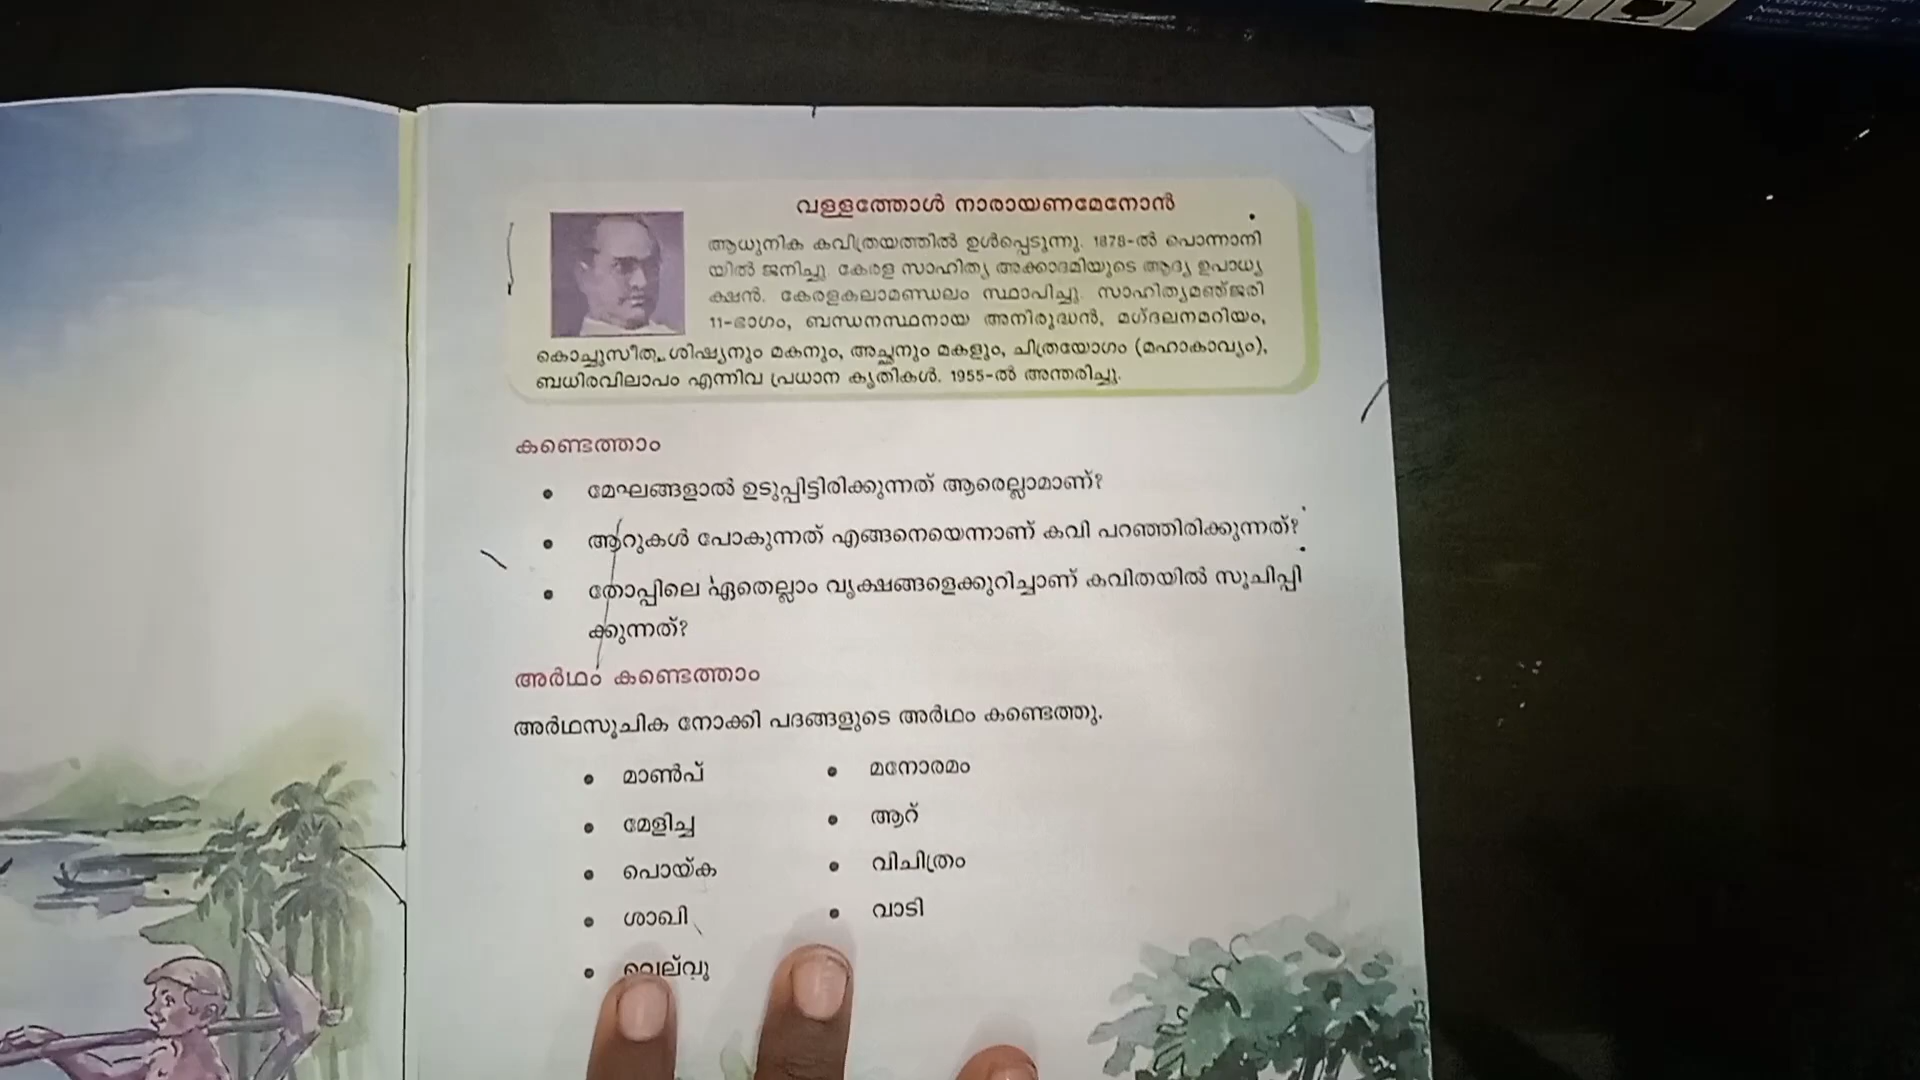 വള്ളത്തോൾ നാരായണമേനോൻ
ആധുനിക കവിത്രയത്തിൽ ഉൾപ്പെടുന്നു. 1878-ൽ പൊന്നാനി
യിൽ ജനിച്ചു. കേരള സാഹിത്യ അക്കാദമിയുടെ ആദ്യ ഉപാധ്യ
ക്ഷൻ. കേരളകലാമണ്ഡലം സ്ഥാപിച്ചു. സാഹിത്യമഞ്ജരി
11-ഭാഗം, ബന്ധനസ്ഥനായ അനിരുദ്ധൻ, മഗ്ദലനമറിയം,
കൊച്ചുസീത, ശിഷ്യനും മകനും, അച്ഛനും മകളും, ചിത്രയോഗം (മഹാകാവ്യം),
ബധിരവിലാപം എന്നിവ പ്രധാന കൃതികൾ. 1955-ൽ അന്തരിച്ചു.
കണ്ടെത്താം
• മേഘങ്ങളാൽ ഉടുപ്പിട്ടിരിക്കുന്നത് ആരെല്ലാമാണ്?
• ആറുകൾ പോകുന്നത് എങ്ങനെയെന്നാണ് കവി പറഞ്ഞിരിക്കുന്നത്?
• തോപ്പിലെ ഏതെല്ലാം വൃക്ഷങ്ങളെക്കുറിച്ചാണ് കവിതയിൽ സൂചിപ്പി
ക്കുന്നത്?
അർഥം കണ്ടെത്താം
അർഥസൂചിക നോക്കി പദങ്ങളുടെ അർഥം കണ്ടെത്തൂ.
• മാൺപ് • മനോരമം
• മേളിച്ച • ആറ്
• പൊയ്ക • വിചിത്രം
• ശാഖി • വാടി